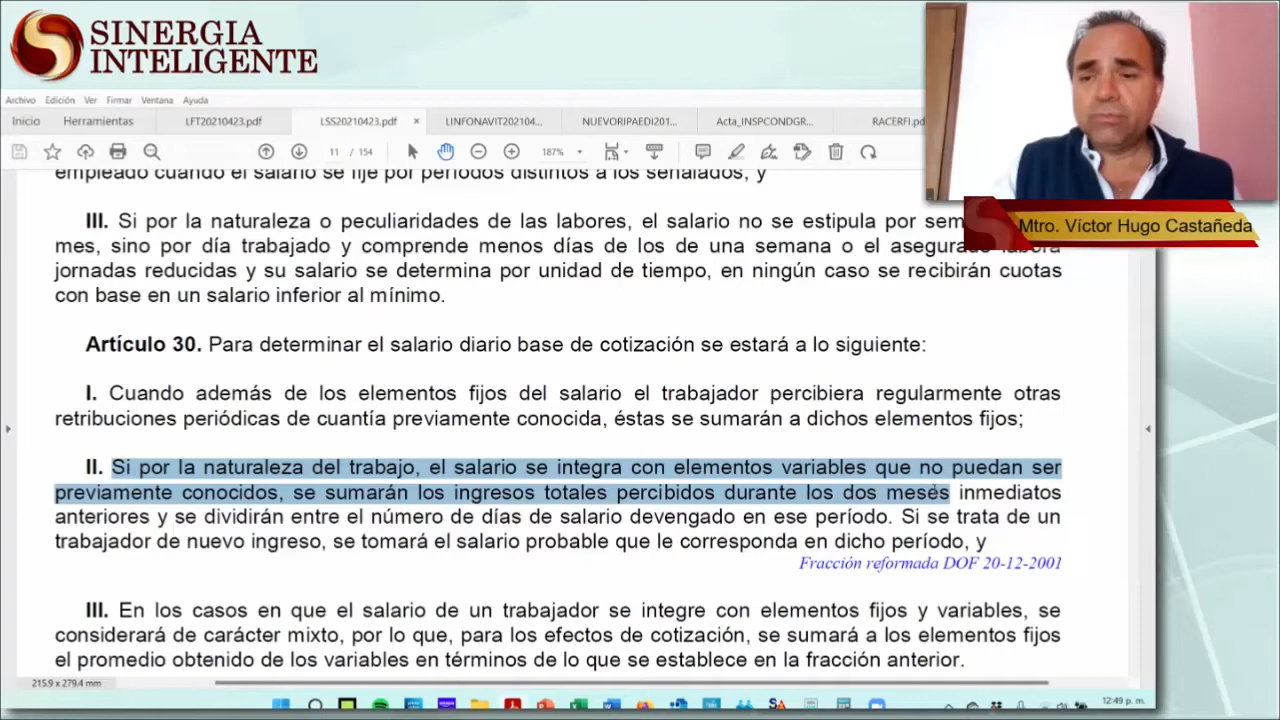 SINERGIA
INTELIGENTE
Archivo Edición Ver Firmar Ventana Ayuda
Inicio Herramientas LFT20210423.pdf LSS20210423.pdf × LINFONAVIT202104... NUEVORIPAEDI201... Acta_INSPCONDGR... RACERFI.pd
11 / 154 187%
empleado cuando el salario se fije por períodos distintos a los señalados, y
III. Si por la naturaleza o peculiaridades de las labores, el salario no se estipula por sem
mes, sino por día trabajado y comprende menos días de los de una semana o el asegurado labora
jornadas reducidas y su salario se determina por unidad de tiempo, en ningún caso se recibirán cuotas
con base en un salario inferior al mínimo.
Mtro. Víctor Hugo Castañeda
Artículo 30. Para determinar el salario diario base de cotización se estará a lo siguiente:
I. Cuando además de los elementos fijos del salario el trabajador percibiera regularmente otras
retribuciones periódicas de cuantía previamente conocida, éstas se sumarán a dichos elementos fijos;
II. Si por la naturaleza del trabajo, el salario se integra con elementos variables que no puedan ser
previamente conocidos, se sumarán los ingresos totales percibidos durante los dos meses inmediatos
anteriores y se dividirán entre el número de días de salario devengado en ese período. Si se trata de un
trabajador de nuevo ingreso, se tomará el salario probable que le corresponda en dicho período, y
Fracción reformada DOF 20-12-2001
III. En los casos en que el salario de un trabajador se integre con elementos fijos y variables, se
considerará de carácter mixto, por lo que, para los efectos de cotización, se sumará a los elementos fijos
el promedio obtenido de los variables en términos de lo que se establece en la fracción anterior.
215.9 x 279.4 mm
12:49 p. m.